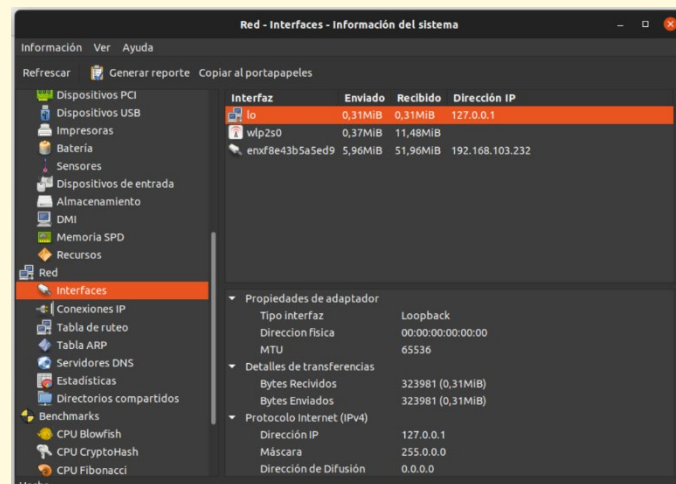 Red - Interfaces - Información del sistema
Información Ver Ayuda
Refrescar Generar reporte Copiar al portapapeles
Dispositivos PCI
Dispositivos USB
Impresoras
Batería
Sensores
Dispositivos de entrada
Almacenamiento
DMI
Memoria SPD
Recursos
Red
Interfaces
Conexiones IP
Tabla de ruteo
Tabla ARP
Servidores DNS
Estadísticas
Directorios compartidos
Benchmarks
CPU Blowfish
CPU CryptoHash
CPU Fibonacci
Interfaz Enviado Recibido Dirección IP
lo 0,31MiB 0,31MiB 127.0.0.1
wlp2s0 0,37MiB 11,48MiB
enxf8e43b5a5ed9 5,96MiB 51,96MiB 192.168.103.232
Propiedades de adaptador
Tipo interfaz Loopback
Direccion fisica 00:00:00:00:00:00
MTU 65536
Detalles de transferencias
Bytes Recividos 323981 (0,31MiB)
Bytes Enviados 323981 (0,31MiB)
Protocolo Internet (IPv4)
Dirección IP 127.0.0.1
Máscara 255.0.0.0
Dirección de Difusión 0.0.0.0